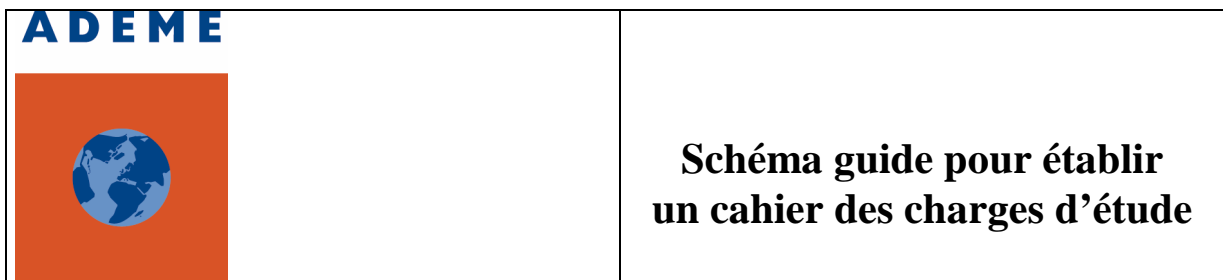 ADEME
Schéma guide pour établir
un cahier des charges d’étude